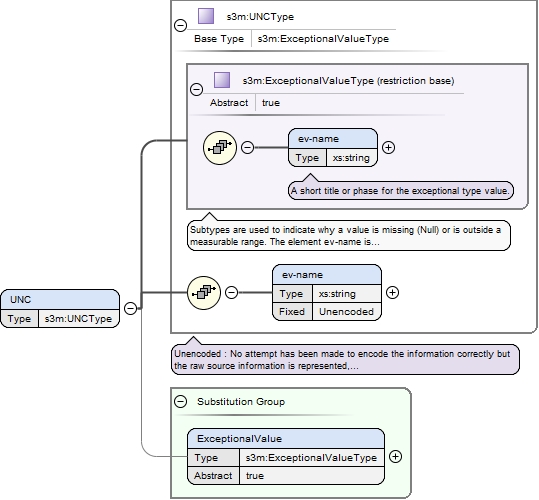 s3m:UNCType
Base Type s3m:ExceptionalValueType
s3m:ExceptionalValueType (restriction base)
Abstract true
ev-name
Type xs:string
A short title or phase for the exceptional type value.
Subtypes are used to indicate why a value is missing (Null) or is outside a
measurable range. The element ev-name is...
UNC
Type s3m:UNCType
ev-name
Type xs:string
Fixed Unencoded
Unencoded : No attempt has been made to encode the information correctly but
the raw source information is represented,...
Substitution Group
ExceptionalValue
Type s3m:ExceptionalValueType
Abstract true